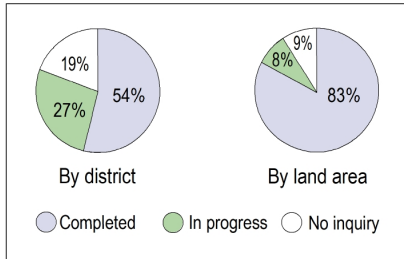 19%
54%
27%
9%
8%
83%
By district
By land area
Completed
In progress
No inquiry